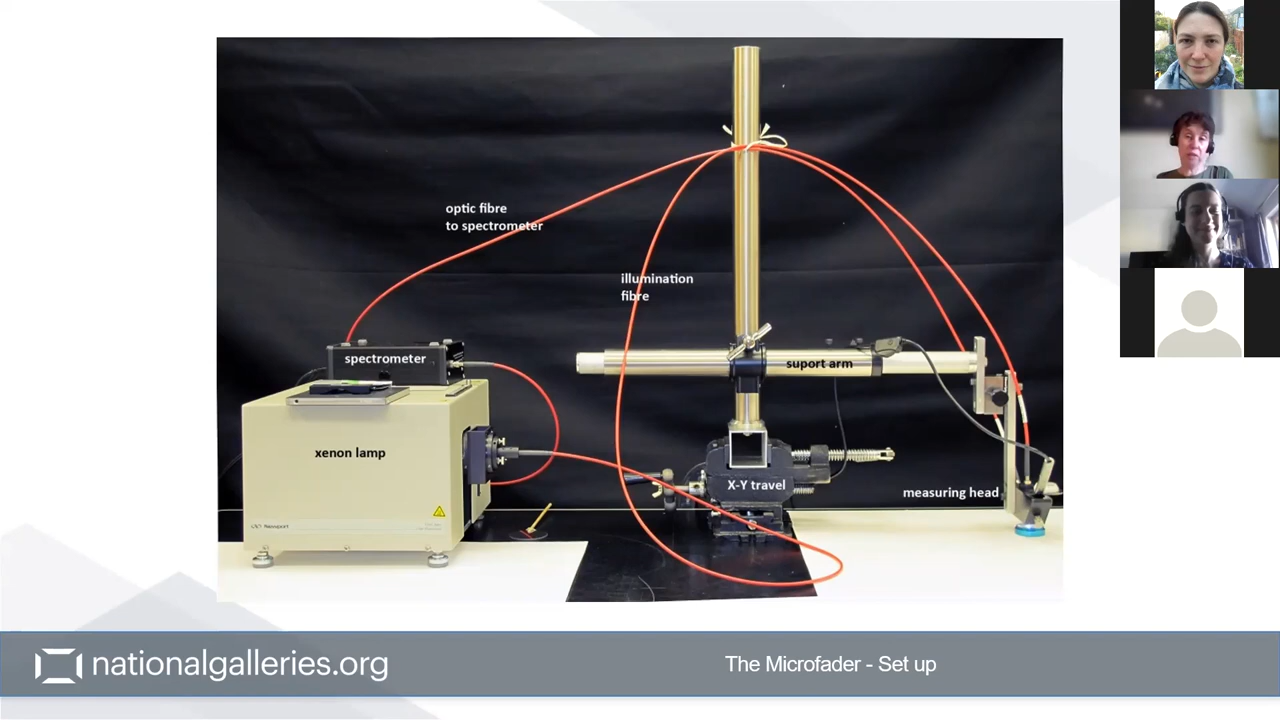 optic fibre
to spectrometer
illumination
fibre
spectrometer
suport arm
xenon lamp
X-Y travel
measuring head
Newport
nationalgalleries.org
The Microfader - Set up